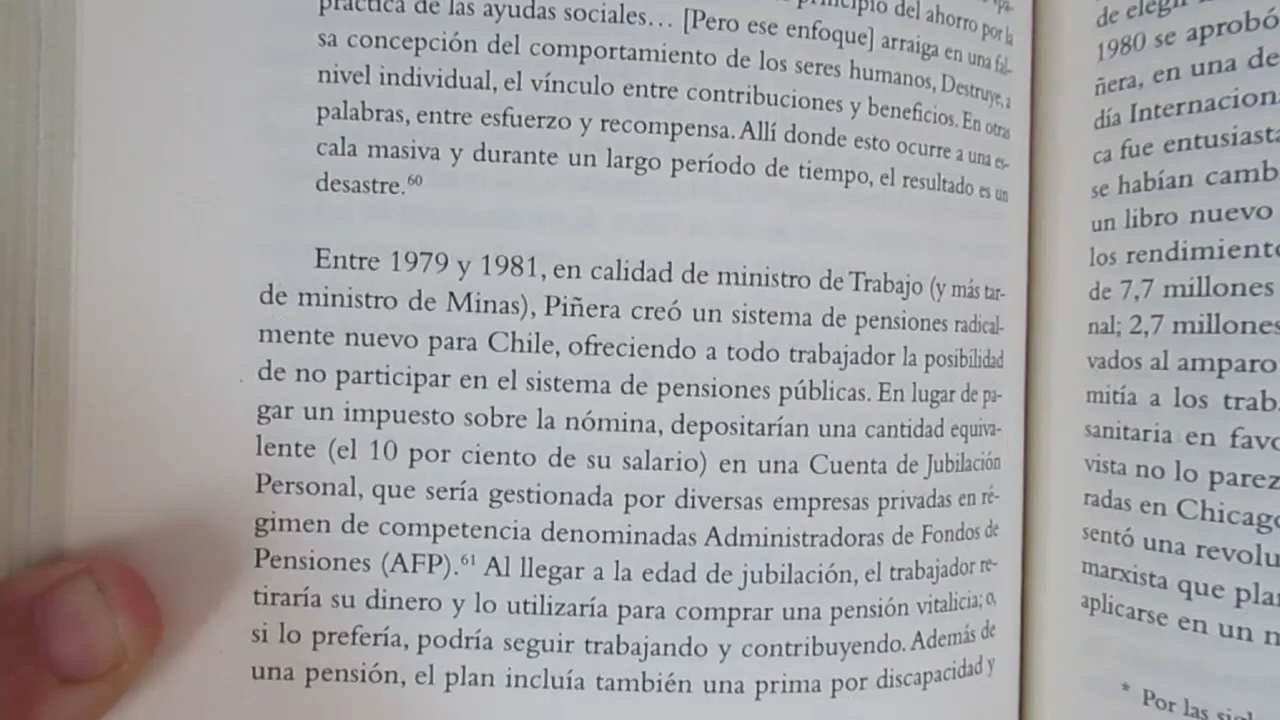 práctica de las ayudas sociales… [Pero ese enfoque] arraiga en una fal-
sa concepción del comportamiento de los seres humanos, Destruye, a
nivel individual, el vínculo entre contribuciones y beneficios. En otras
palabras, entre esfuerzo y recompensa. Allí donde esto ocurre a una es-
cala masiva y durante un largo período de tiempo, el resultado es un
desastre.⁶⁰
Entre 1979 y 1981, en calidad de ministro de Trabajo (y más tar-
de ministro de Minas), Piñera creó un sistema de pensiones radical-
mente nuevo para Chile, ofreciendo a todo trabajador la posibilidad
de no participar en el sistema de pensiones públicas. En lugar de pa-
gar un impuesto sobre la nómina, depositarían una cantidad equiva-
lente (el 10 por ciento de su salario) en una Cuenta de Jubilación
Personal, que sería gestionada por diversas empresas privadas en ré-
gimen de competencia denominadas Administradoras de Fondos de
Pensiones (AFP).⁶¹ Al llegar a la edad de jubilación, el trabajador re-
tiraría su dinero y lo utilizaría para comprar una pensión vitalicia; o,
si lo prefería, podría seguir trabajando y contribuyendo. Además de
una pensión, el plan incluía también una prima por discapacidad y
de elegir
1980 se aprobó
ñera, en una de
día Internacion
ca fue entusiast
se habían camb
un libro nuevo
los rendimient
de 7,7 millones
nal; 2,7 millones
vados al amparo
mitía a los trab
sanitaria en favo
vista no lo parez
radas en Chicago
sentó una revolu
marxista que pla
aplicarse en un
* Por las